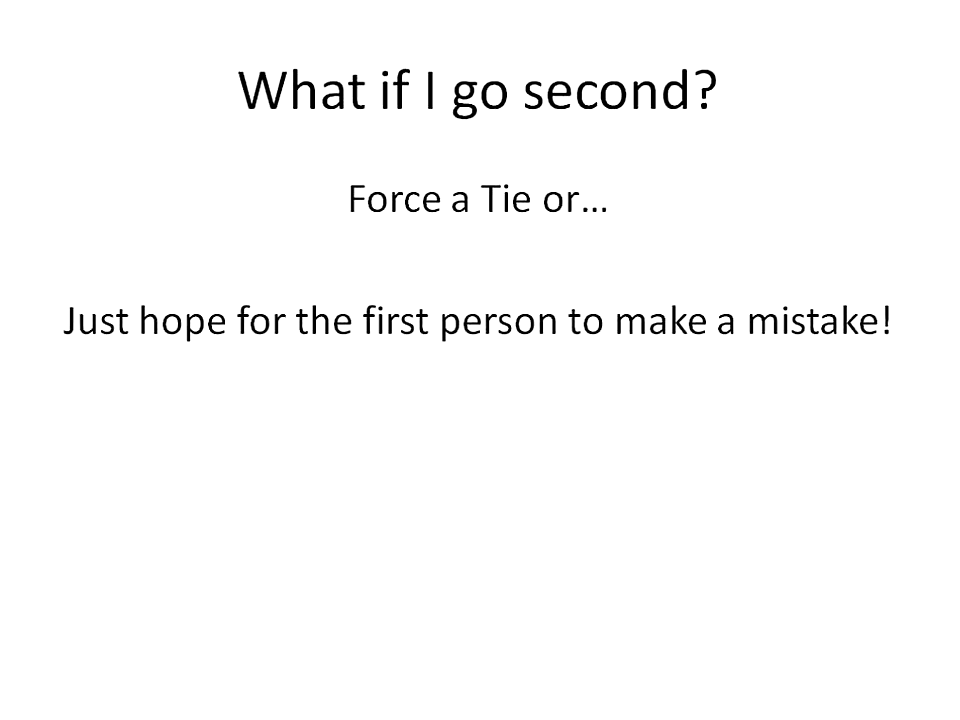 What if I go second?
Force a Tie or...
Just hope for the first person to make a mistake!